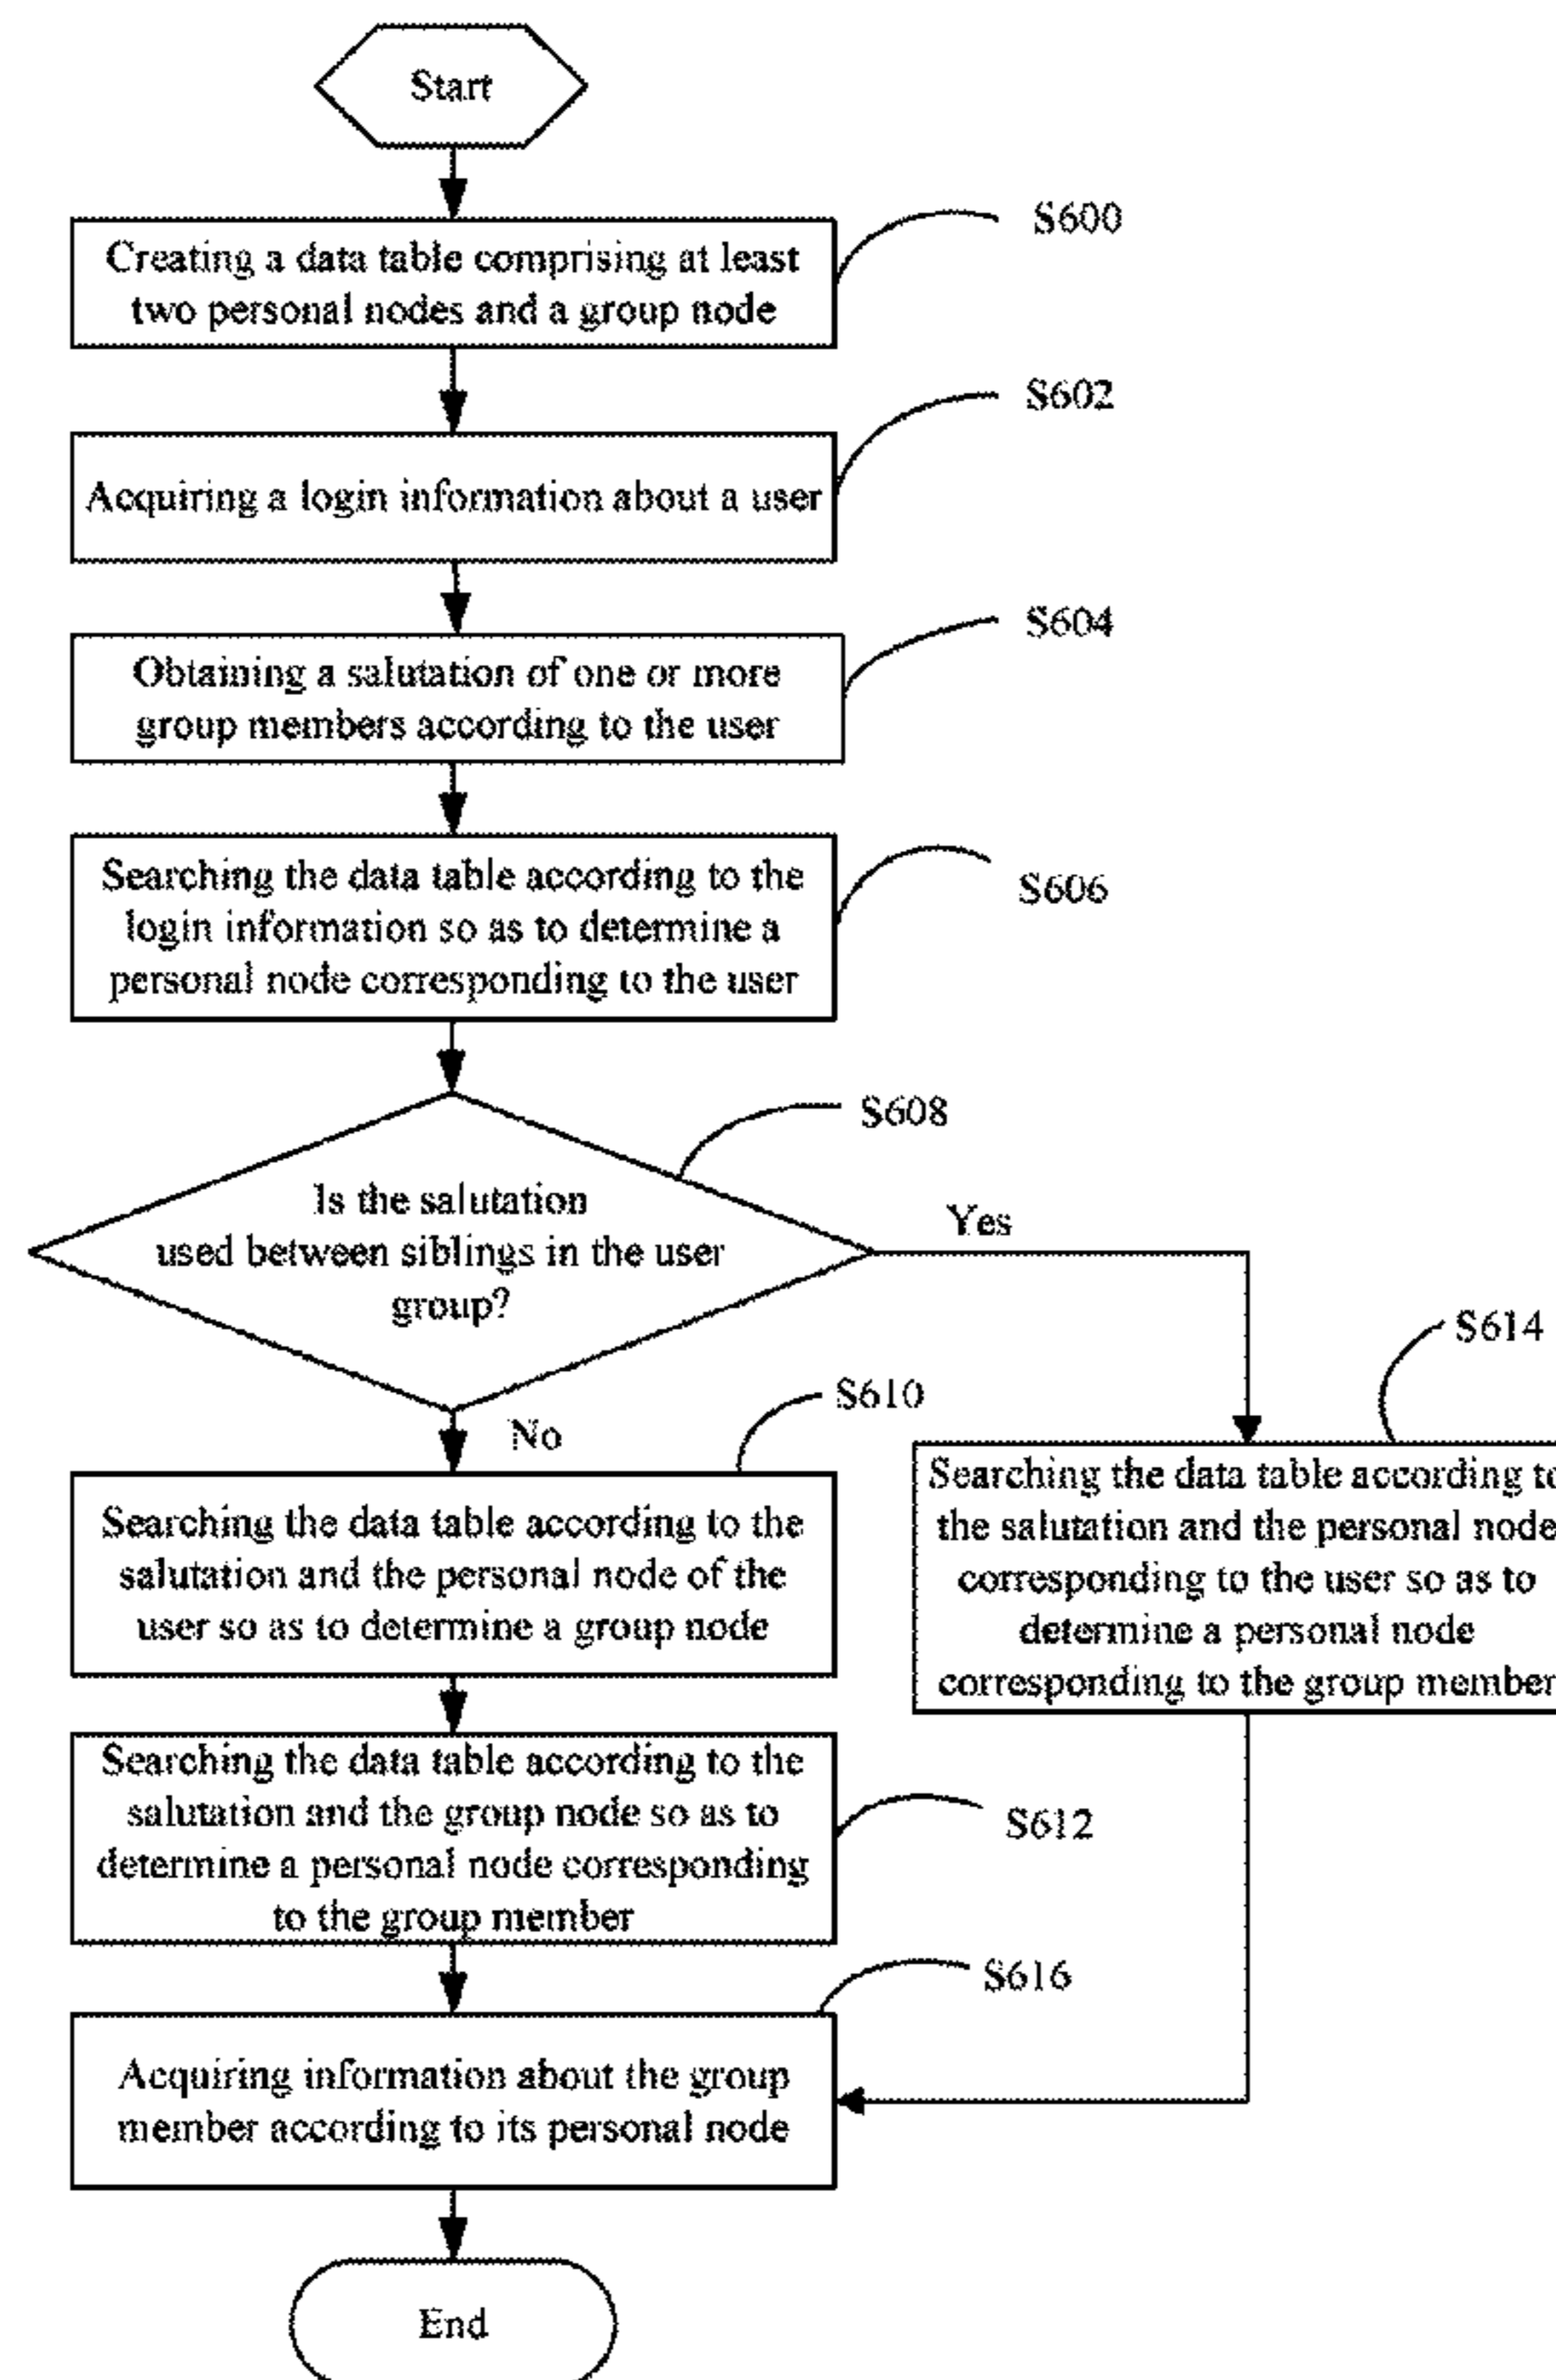 Start
S600
Creating a data table comprising at least
two personal nodes and a group node
S602
Acquiring a login information about a user
S604
Obtaining a salutation of one or more
group members according to the user
S606
Searching the data table according to the
login information so as to determine a
personal node corresponding to the user
S608
Is the salutation
used between siblings in the user
group?
Yes
No
S610
Searching the data table according to the
salutation and the personal node of the
user so as to determine a group node
S614
Searching the data table according to
the salutation and the personal node
corresponding to the user so as to
determine a personal node
corresponding to the group member
Searching the data table according to the
salutation and the group node so as to
determine a personal node corresponding
to the group member
S612
S616
Acquiring information about the group
member according to its personal node
End